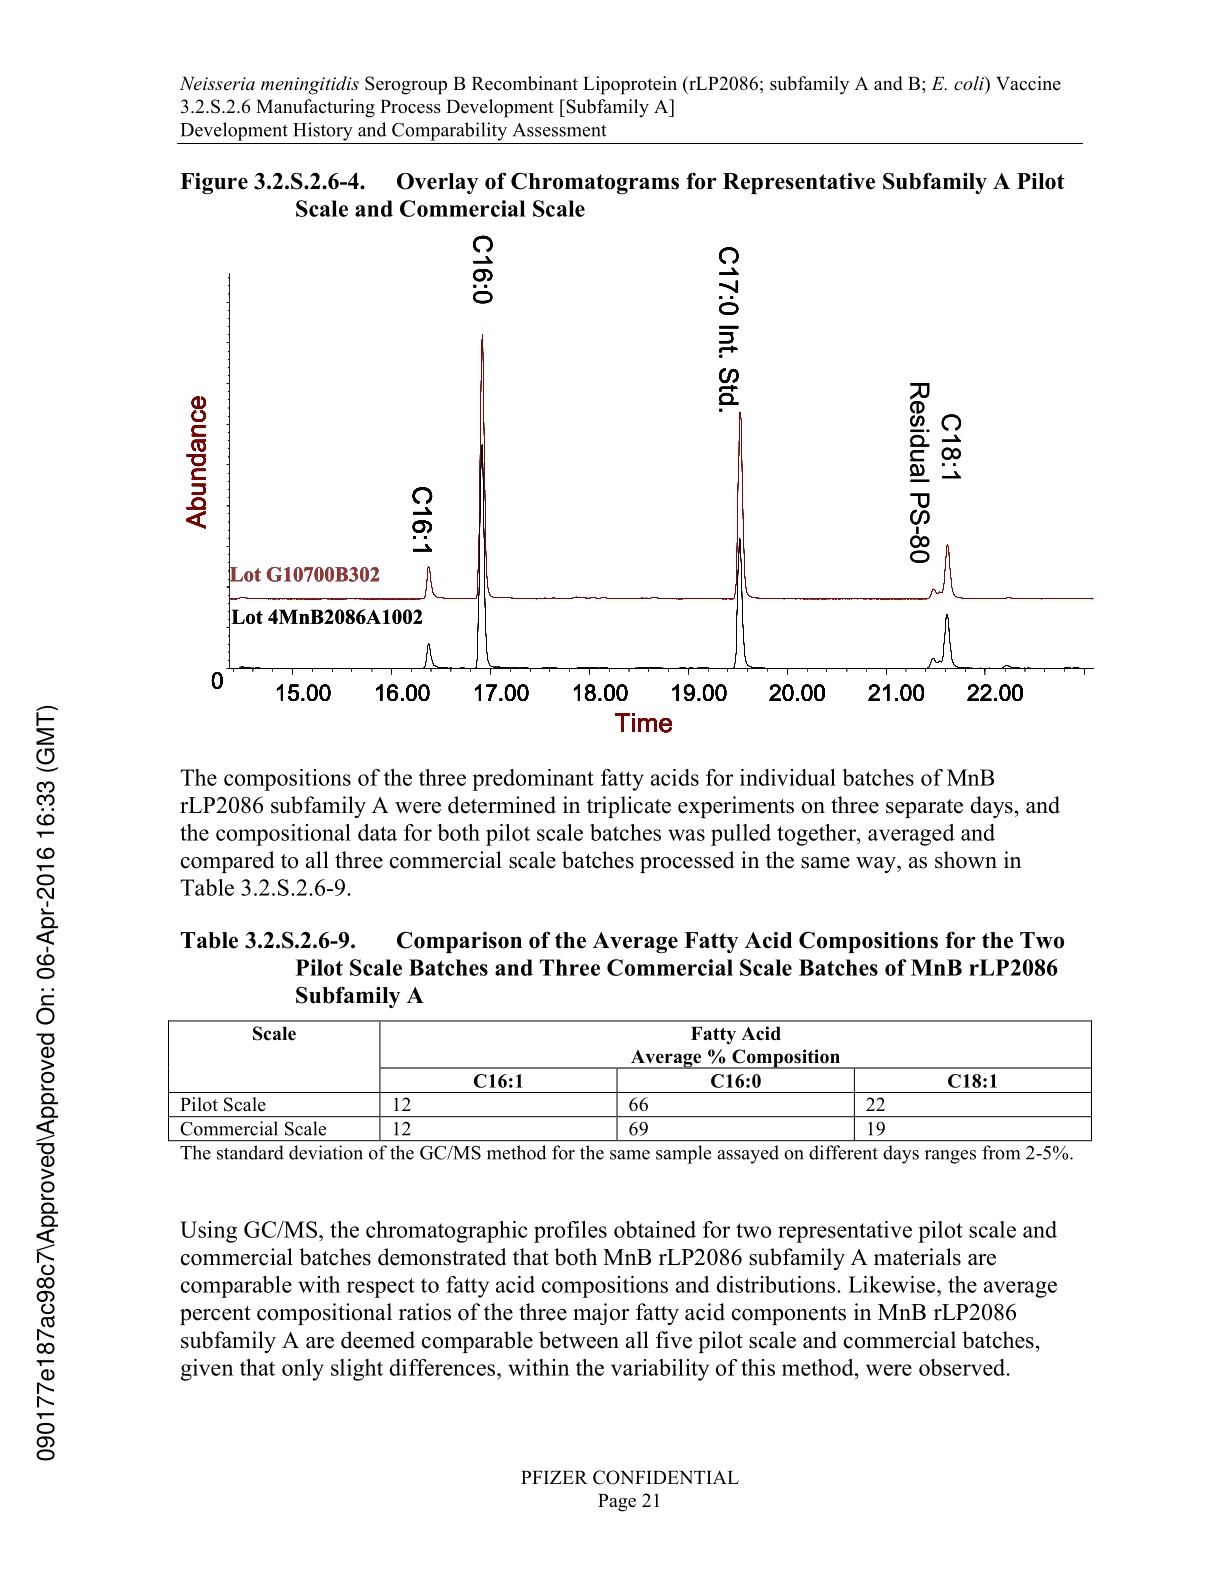 Neisseria meningitidis Serogroup B Recombinant Lipoprotein (rLP2086; subfamily A and B; E. coli) Vaccine
3.2.S.2.6 Manufacturing Process Development [Subfamily A]
Development History and Comparability Assessment
Figure 3.2.S.2.6-4. Overlay of Chromatograms for Representative Subfamily A Pilot
Scale and Commercial Scale
C16:0
C17:0 Int. Std.
Residual PS-80
C18:1
C16:1
Abundance
Lot G10700B302
Lot 4MnB2086A1002
0
15.00 16.00 17.00 18.00 19.00 20.00 21.00 22.00
Time
The compositions of the three predominant fatty acids for individual batches of MnB
rLP2086 subfamily A were determined in triplicate experiments on three separate days, and
the compositional data for both pilot scale batches was pulled together, averaged and
compared to all three commercial scale batches processed in the same way, as shown in
Table 3.2.S.2.6-9.
Table 3.2.S.2.6-9. Comparison of the Average Fatty Acid Compositions for the Two
Pilot Scale Batches and Three Commercial Scale Batches of MnB rLP2086
Subfamily A
Scale Fatty Acid
Average % Composition
C16:1 C16:0 C18:1
Pilot Scale 12 66 22
Commercial Scale 12 69 19
The standard deviation of the GC/MS method for the same sample assayed on different days ranges from 2-5%.
Using GC/MS, the chromatographic profiles obtained for two representative pilot scale and
commercial batches demonstrated that both MnB rLP2086 subfamily A materials are
comparable with respect to fatty acid compositions and distributions. Likewise, the average
percent compositional ratios of the three major fatty acid components in MnB rLP2086
subfamily A are deemed comparable between all five pilot scale and commercial batches,
given that only slight differences, within the variability of this method, were observed.
PFIZER CONFIDENTIAL
Page 21
090177e187ac98c7\Approved\Approved On: 06-Apr-2016 16:33 (GMT)